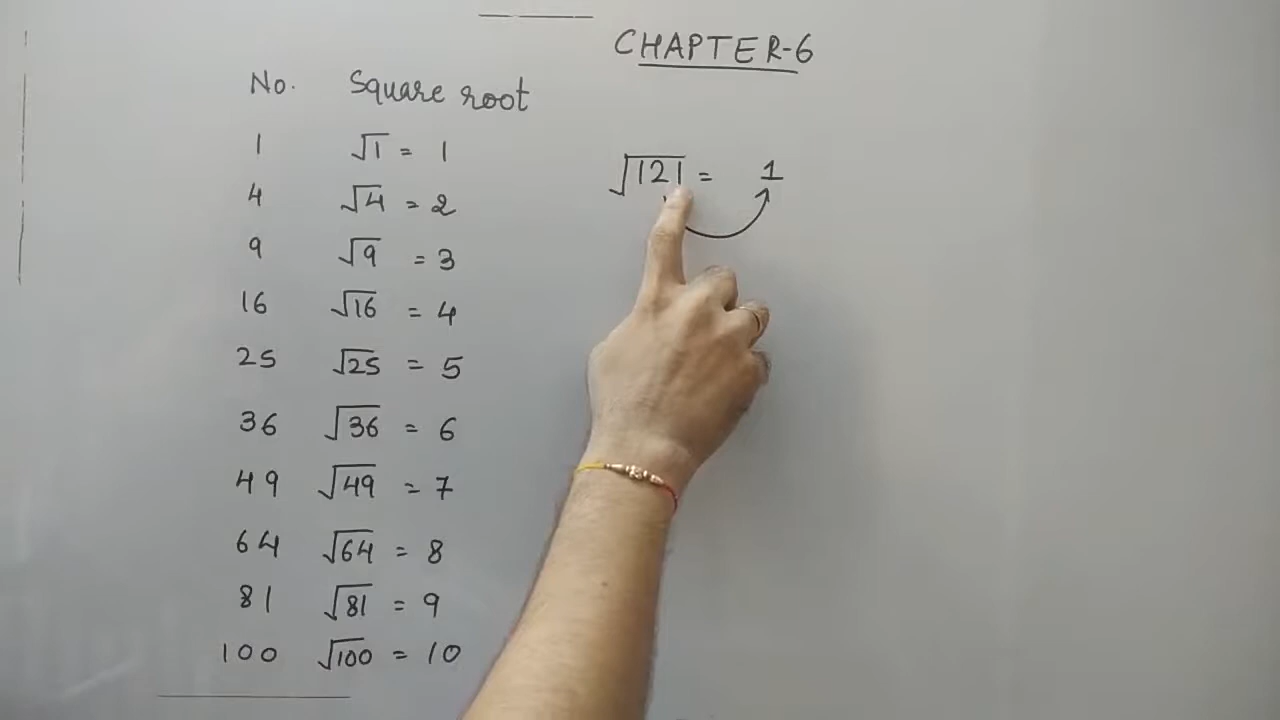 CHAPTER-6
No. Square root
1 √1 = 1
4 √4 = 2
9 √9 = 3
16 √16 = 4
25 √25 = 5
36 √36 = 6
49 √49 = 7
64 √64 = 8
81 √81 = 9
100 √100 = 10
√121 = 1